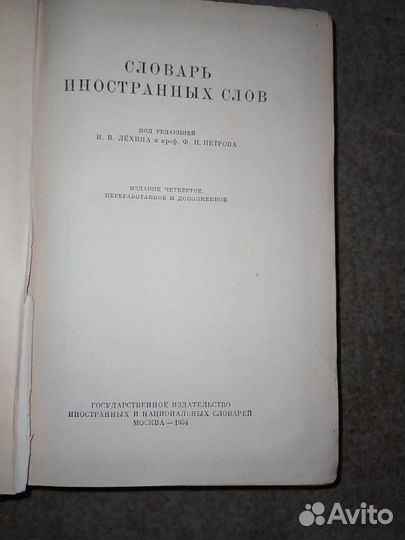 СЛОВАРЬ
ИНОСТРАННЫХ СЛОВ
ПОД РЕДАКЦИЕЙ
И. В. ЛЁХИНА и проф. Ф. Н. ПЕТРОВА
ИЗДАНИЕ ЧЕТВЁРТОЕ,
ПЕРЕРАБОТАННОЕ И ДОПОЛНЕННОЕ
ГОСУДАРСТВЕННОЕ ИЗДАТЕЛЬСТВО
ИНОСТРАННЫХ И НАЦИОНАЛЬНЫХ СЛОВАРЕЙ
МОСКВА — 1954
Avito